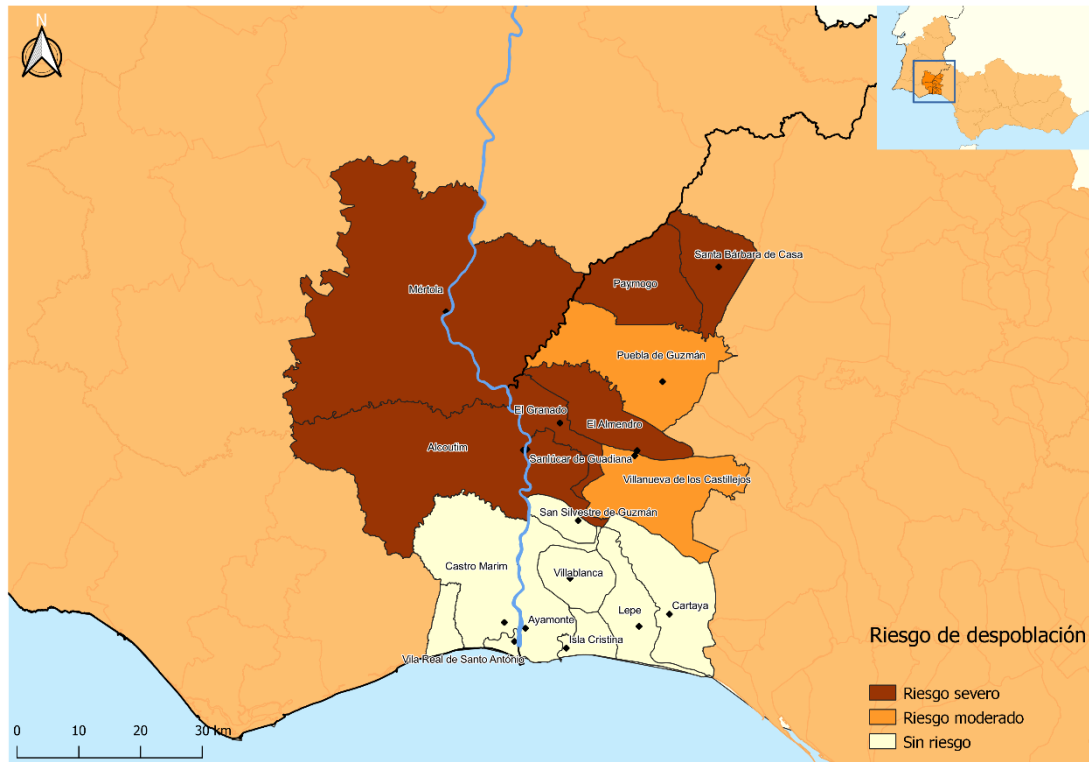 N
Santa Bárbara de Casa
Paymogo
Mértola
Puebla de Guzmán
El Granado
El Almendro
Alcoutim
Sanlúcar de Guadiana
Villanueva de los Castillejos
San Silvestre de Guzmán
Castro Marim
Villablanca
Lepe
Cartaya
Ayamonte
Isla Cristina
Vila Real de Santo António
Riesgo de despoblación
Riesgo severo
Riesgo moderado
Sin riesgo
0 10 20 30 km